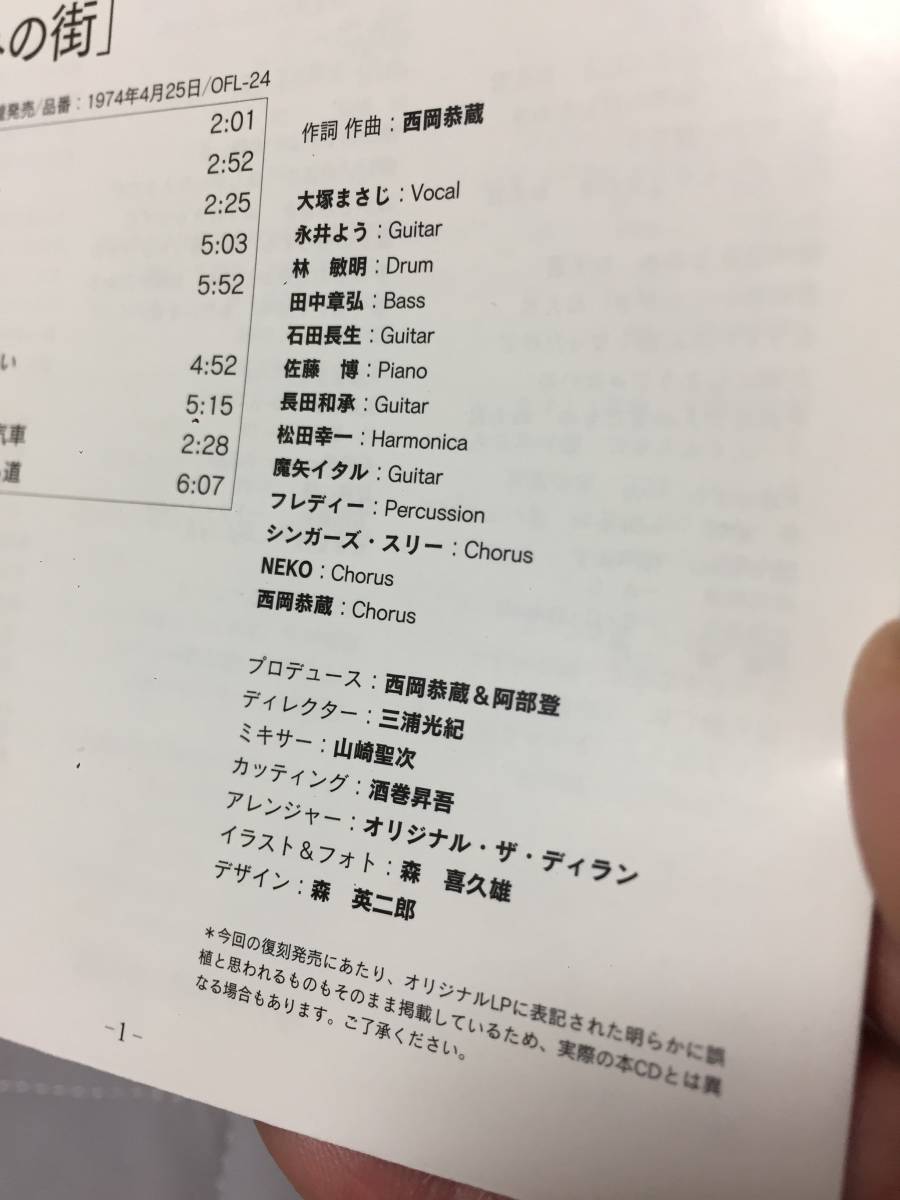 の街」
発売/品番：1974年4月25日/OFL-24
2:01
2:52
2:25
5:03
5:52
い 4:52
5:15
汽車 2:28
道 6:07
作詞 作曲：西岡恭蔵
大塚まさじ：Vocal
永井よう：Guitar
林　敏明：Drum
田中章弘：Bass
石田長生：Guitar
佐藤　博：Piano
長田和承：Guitar
松田幸一：Harmonica
魔矢イタル：Guitar
フレディー：Percussion
シンガーズ・スリー：Chorus
NEKO：Chorus
西岡恭蔵：Chorus
プロデュース：西岡恭蔵＆阿部登
ディレクター：三浦光紀
ミキサー：山崎聖次
カッティング：酒巻昇吾
アレンジャー：オリジナル・ザ・ディラン
イラスト＆フォト：森　喜久雄
デザイン：森　英二郎
＊今回の復刻発売にあたり、オリジナルLPに表記された明らかに誤
植と思われるものもそのまま掲載しているため、実際の本CDとは異
なる場合もあります。ご了承ください。
–1–